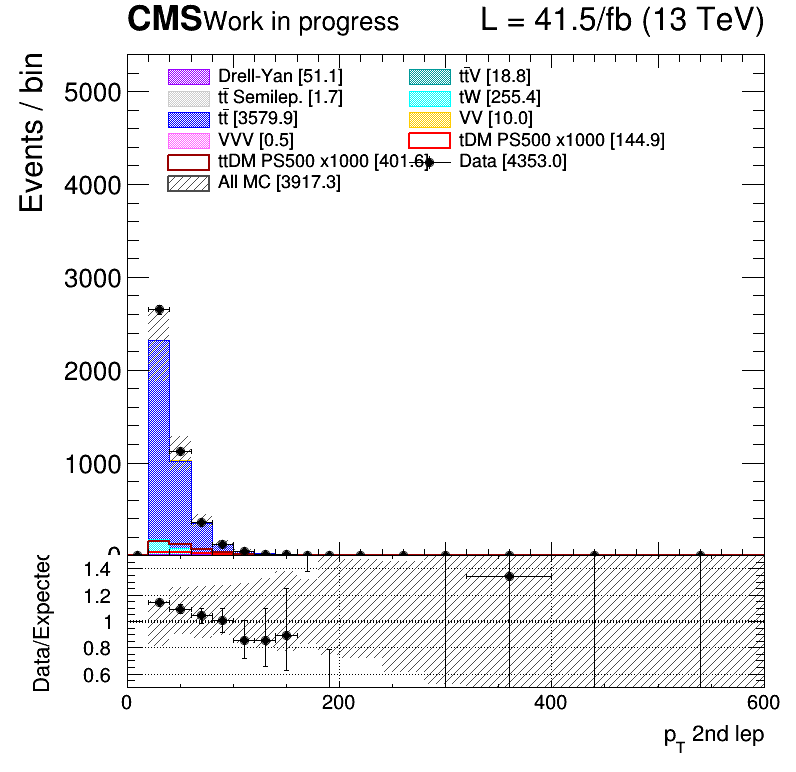 CMS Work in progress L = 41.5/fb (13 TeV)
Events / bin
5000
4000
3000
2000
1000
0
Drell-Yan [51.1]
tt̄V [18.8]
tt̄ Semilep. [1.7]
tW [255.4]
tt̄ [3579.9]
VV [10.0]
VVV [0.5]
tDM PS500 x1000 [144.9]
ttDM PS500 x1000 [401.6]
Data [4353.0]
All MC [3917.3]
Data/Expected
1.4
1.2
1
0.8
0.6
0 200 400 600
p_T 2nd lep